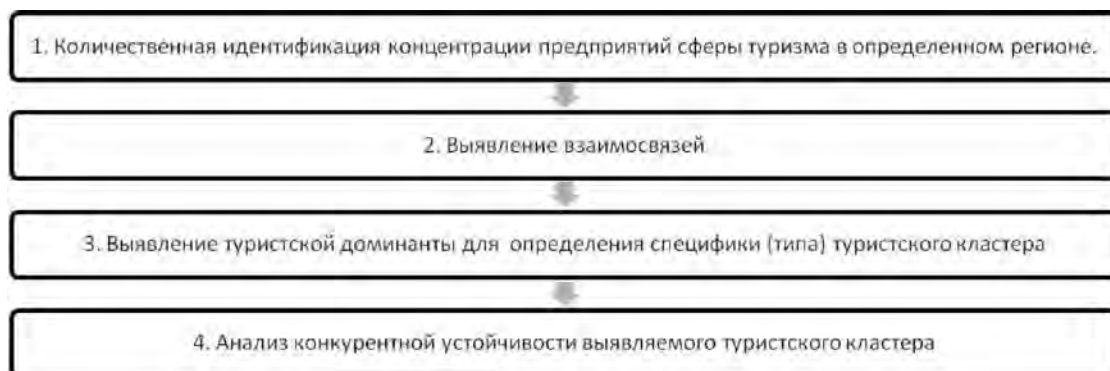 1. Количественная идентификация концентрации предприятий сферы туризма в определенном регионе.
2. Выявление взаимосвязей
3. Выявление туристской доминанты для определения специфики (типа) туристского кластера
4. Анализ конкурентной устойчивости выявляемого туристского кластера